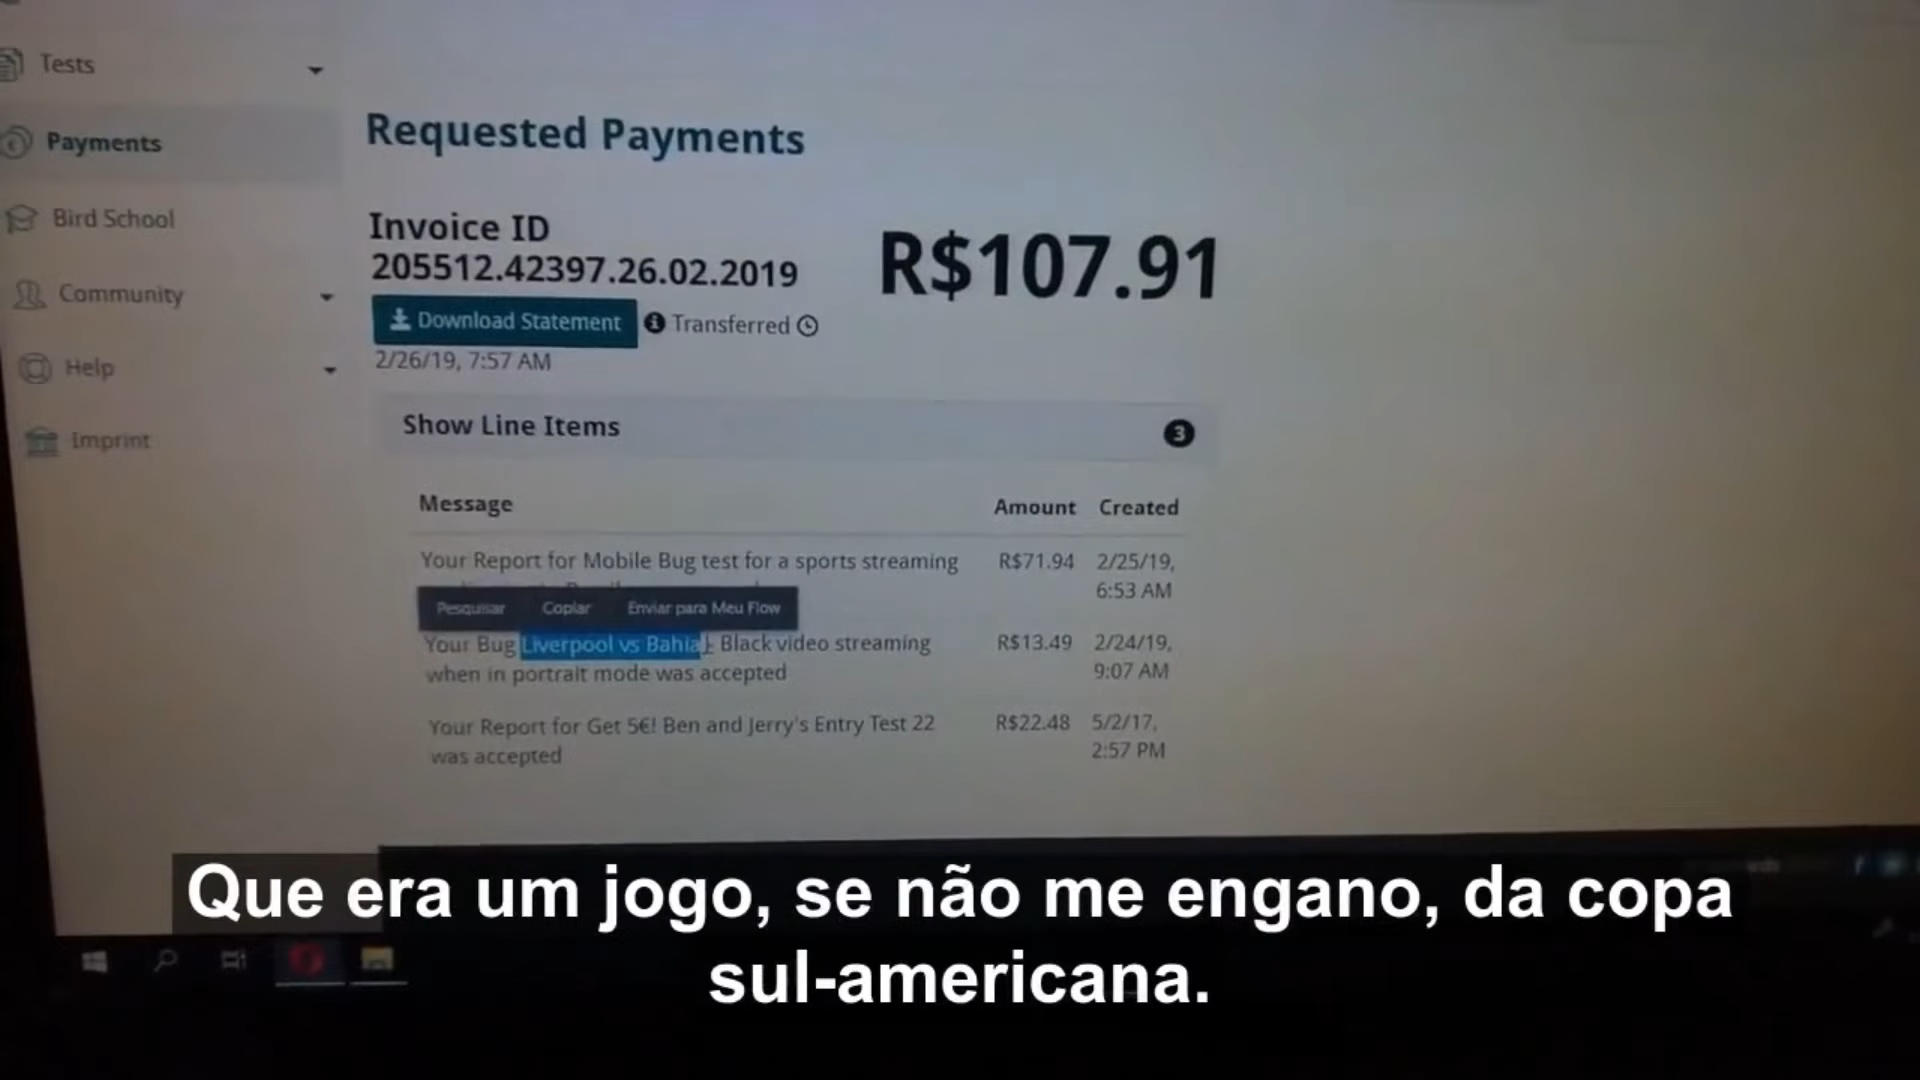 Tests
Payments
Bird School
Community
Help
Imprint
Requested Payments
Invoice ID
205512.42397.26.02.2019
R$107.91
Download Statement
Transferred
2/26/19, 7:57 AM
Show Line Items
3
Message Amount Created
Your Report for Mobile Bug test for a sports streaming R$71.94 2/25/19,
6:53 AM
Pesquisar Copiar Enviar para Meu Flow
Your Bug Liverpool vs Bahia Black video streaming R$13.49 2/24/19,
when in portrait mode was accepted 9:07 AM
Your Report for Get 5€! Ben and Jerry's Entry Test 22 R$22.48 5/2/17,
was accepted 2:57 PM
Que era um jogo, se não me engano, da copa
sul-americana.